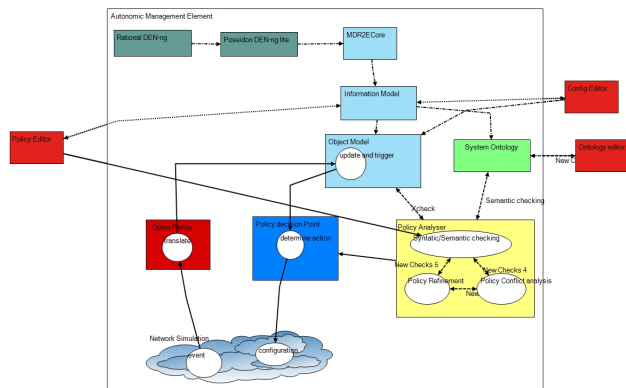 Autonomic Management Element
Rational DEN-ng
Poseidon DEN-ng lite
MDR2ECore
Information Model
Config Editor
Policy Editor
Object Model
update and trigger
System Ontology
Ontology editor
New C
Semantic checking
Xcheck
Policy decision Point
determine action
translate
Policy Analyser
Syntatic/Semantic checking
New Checks 5
New Checks 4
Policy Refinement
Policy Conflict analysis
New
Network Simulation
event
configuration